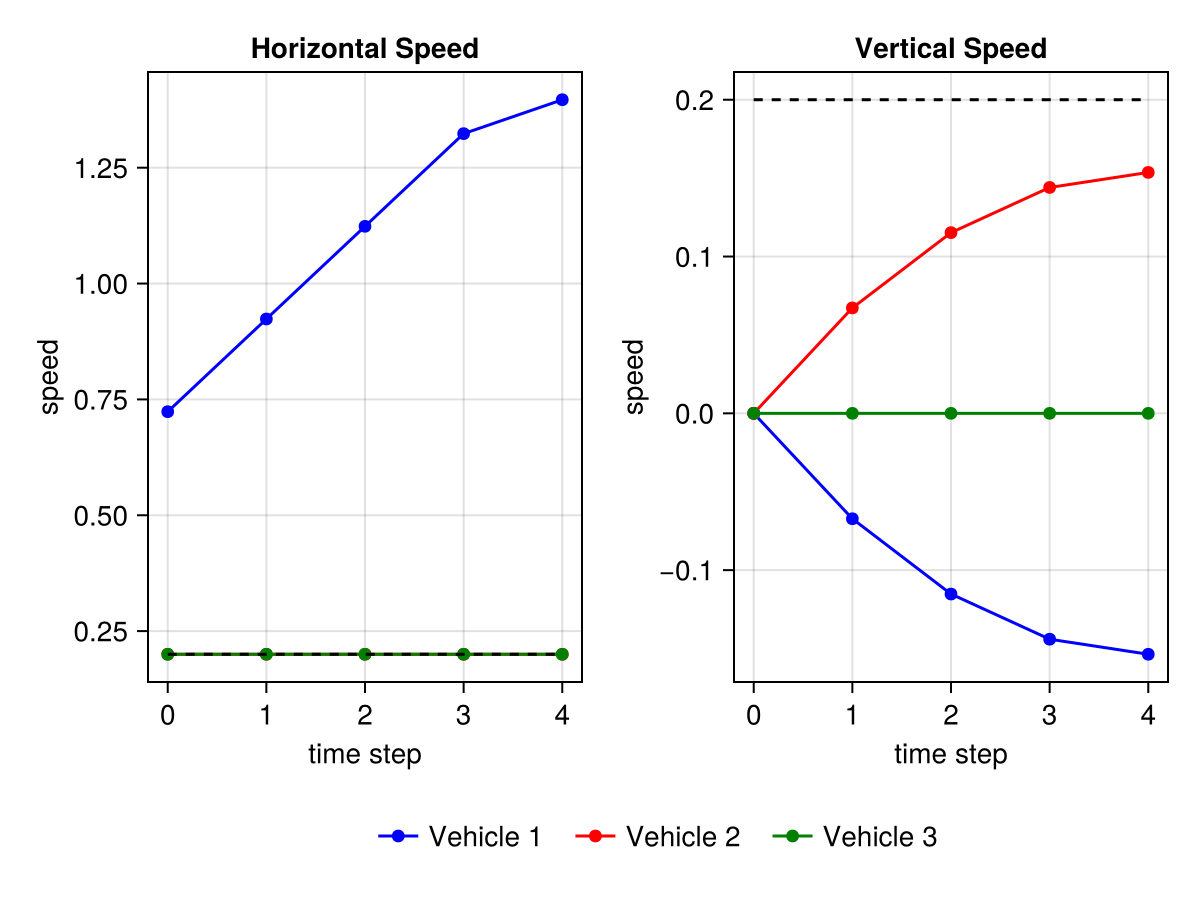 Horizontal Speed
Vertical Speed
1.25
1.00
0.75
0.50
0.25
speed
0 1 2 3 4
time step
0.2
0.1
0.0
−0.1
speed
0 1 2 3 4
time step
Vehicle 1 Vehicle 2 Vehicle 3